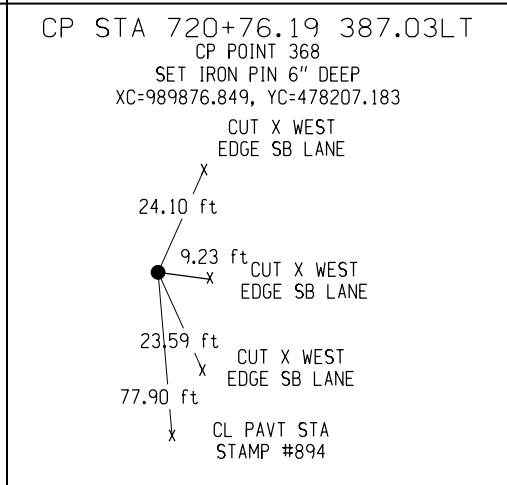 CP STA 720+76.19 387.03LT
CP POINT 368
SET IRON PIN 6" DEEP
XC=989876.849, YC=478207.183
CUT X WEST
EDGE SB LANE
24.10 ft
9.23 ft
CUT X WEST
EDGE SB LANE
23.59 ft
CUT X WEST
EDGE SB LANE
77.90 ft
CL PAVT STA
STAMP #894